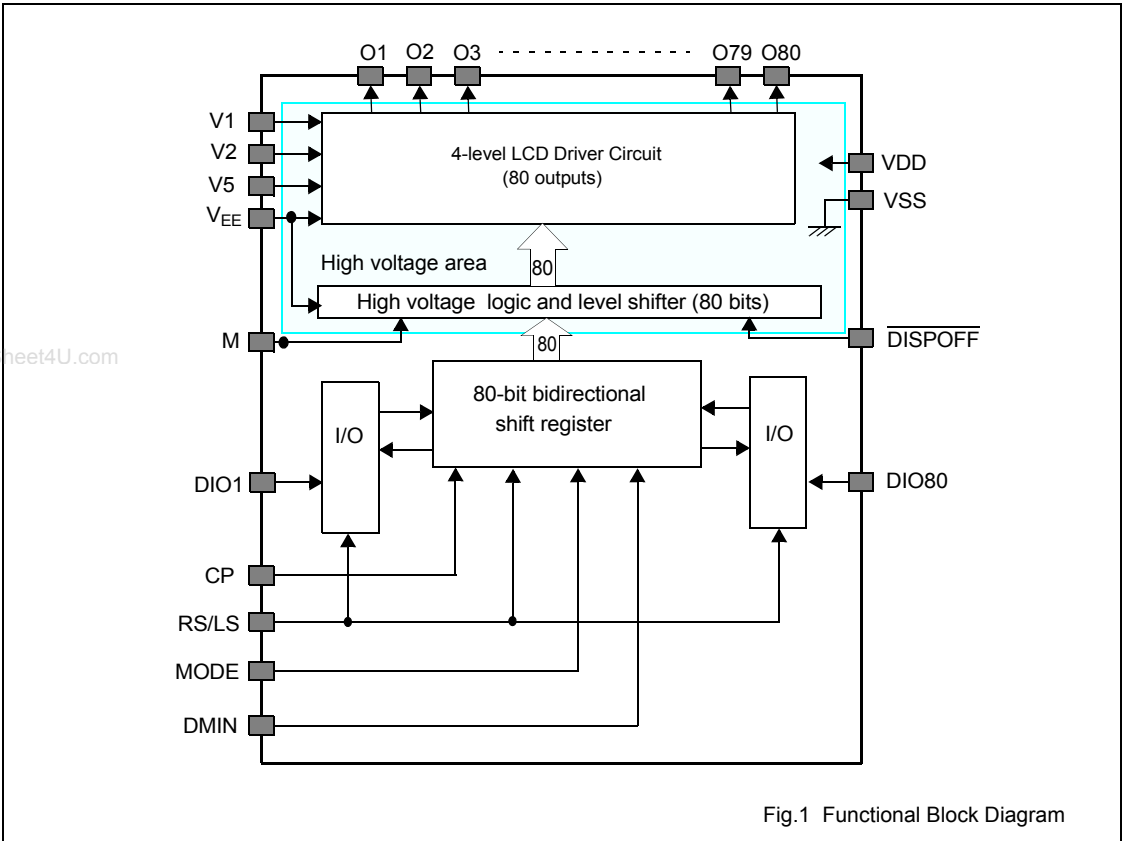 O1 O2 O3 - - - - - - - - - - - - - - - - O79 O80
V1
V2
V5
VEE
4-level LCD Driver Circuit
(80 outputs)
VDD
VSS
High voltage area
80
High voltage logic and level shifter (80 bits)
M
DISPOFF
heet4U.com
80
80-bit bidirectional
shift register
I/O
I/O
DIO1
DIO80
CP
RS/LS
MODE
DMIN
Fig.1 Functional Block Diagram